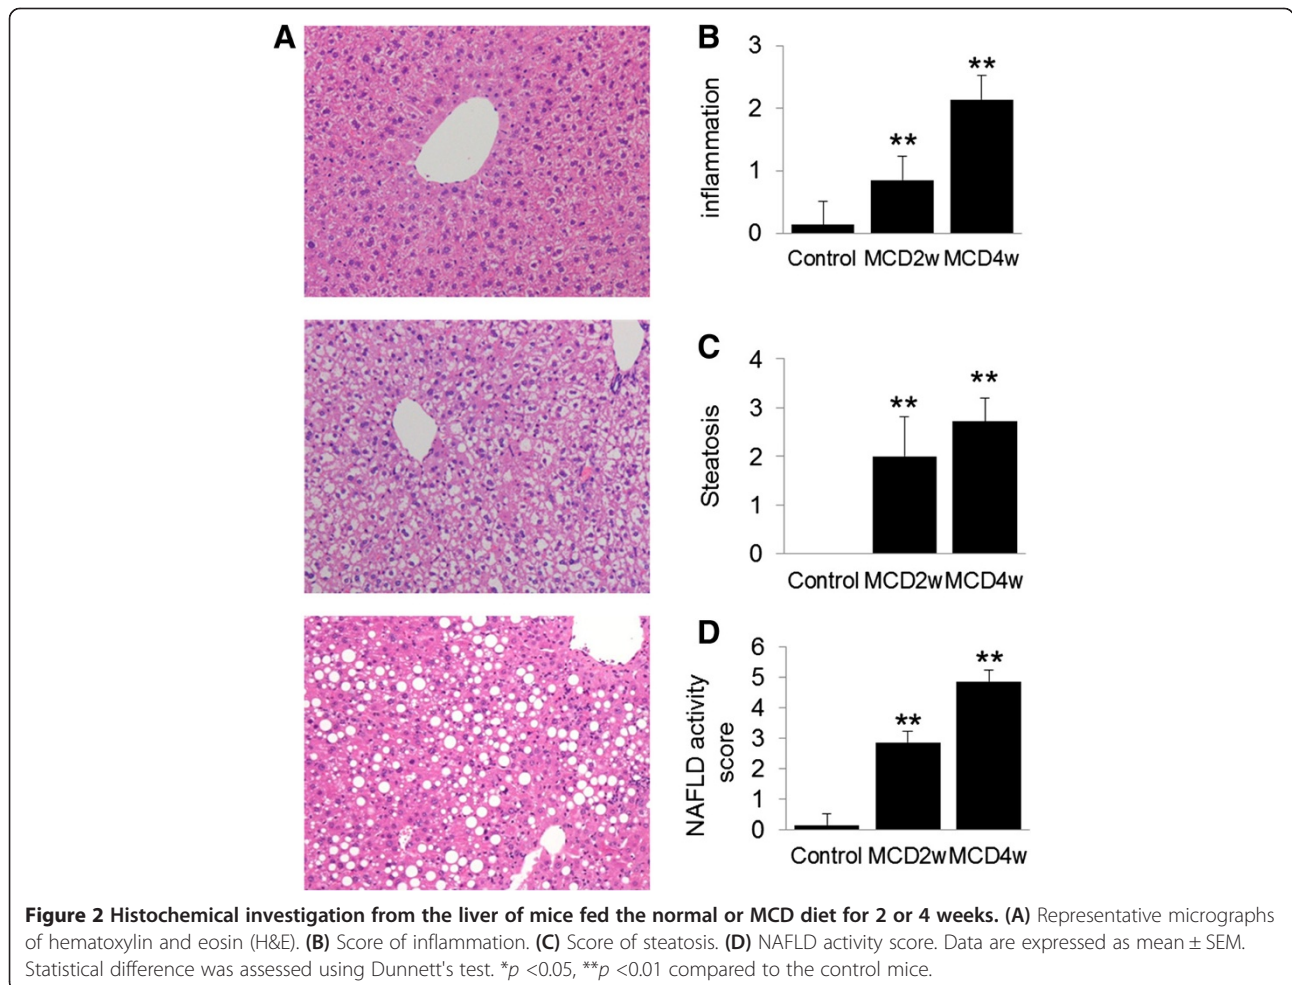 A
B
3
2
1
0
inflammation
**
**
Control MCD2w MCD4w
C
4
3
2
1
0
Steatosis
**
**
Control MCD2w MCD4w
D
6
5
4
3
2
1
0
NAFLD activity
score
**
**
Control MCD2w MCD4w
Figure 2 Histochemical investigation from the liver of mice fed the normal or MCD diet for 2 or 4 weeks. (A) Representative micrographs
of hematoxylin and eosin (H&E). (B) Score of inflammation. (C) Score of steatosis. (D) NAFLD activity score. Data are expressed as mean ± SEM.
Statistical difference was assessed using Dunnett's test. *p <0.05, **p <0.01 compared to the control mice.